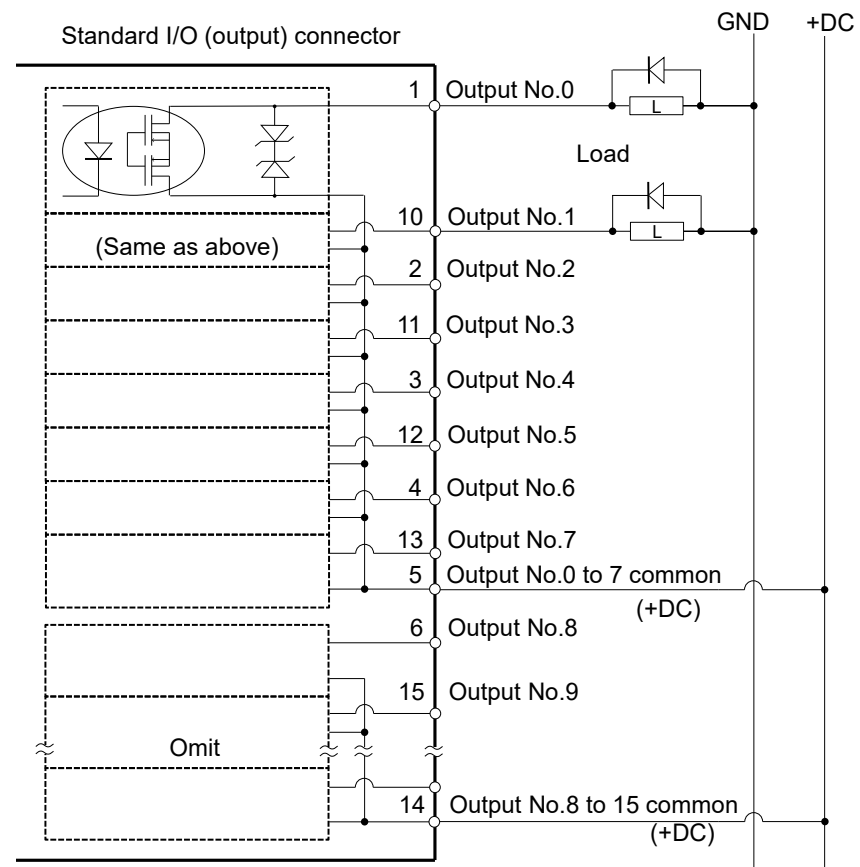 GND +DC
Standard I/O (output) connector
1 Output No.0
L
Load
10 Output No.1
L
(Same as above)
2 Output No.2
11 Output No.3
3 Output No.4
12 Output No.5
4 Output No.6
13 Output No.7
5 Output No.0 to 7 common
(+DC)
6 Output No.8
15 Output No.9
Omit
14 Output No.8 to 15 common
(+DC)